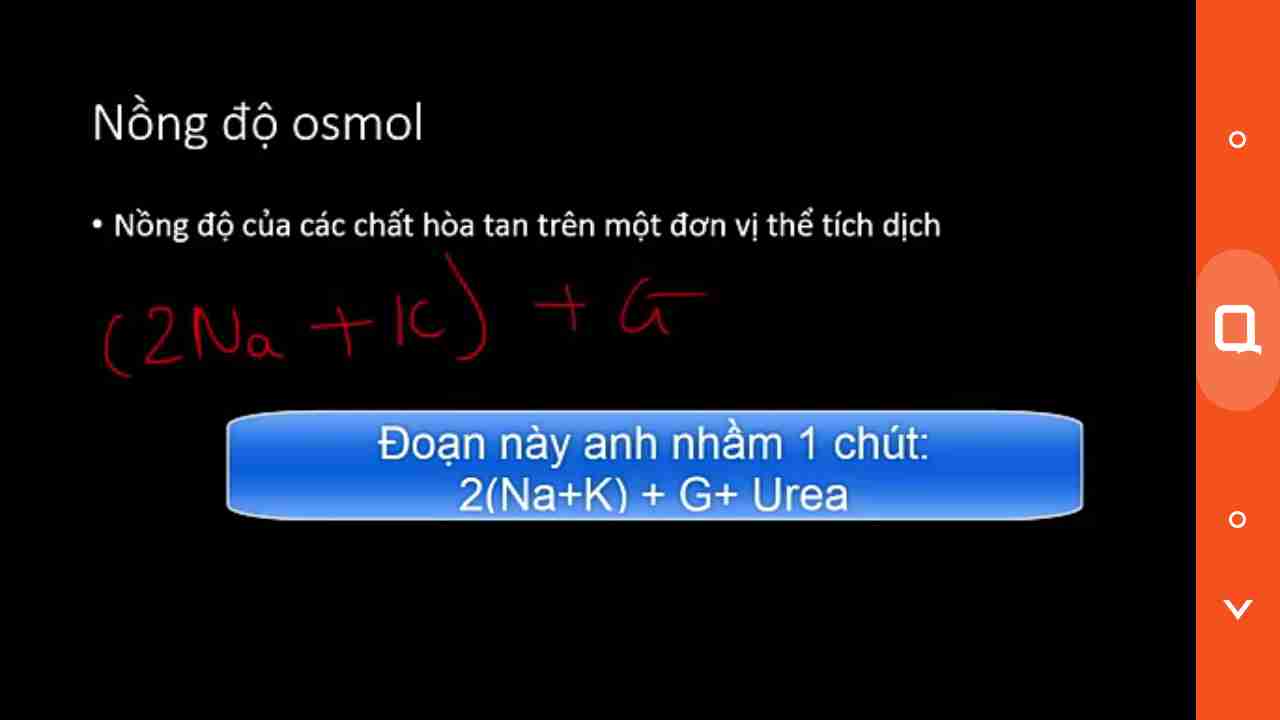 Nồng độ osmol
• Nồng độ của các chất hòa tan trên một đơn vị thể tích dịch
(2Na + K) + G
Đoạn này anh nhầm 1 chút:
2(Na+K) + G+ Urea